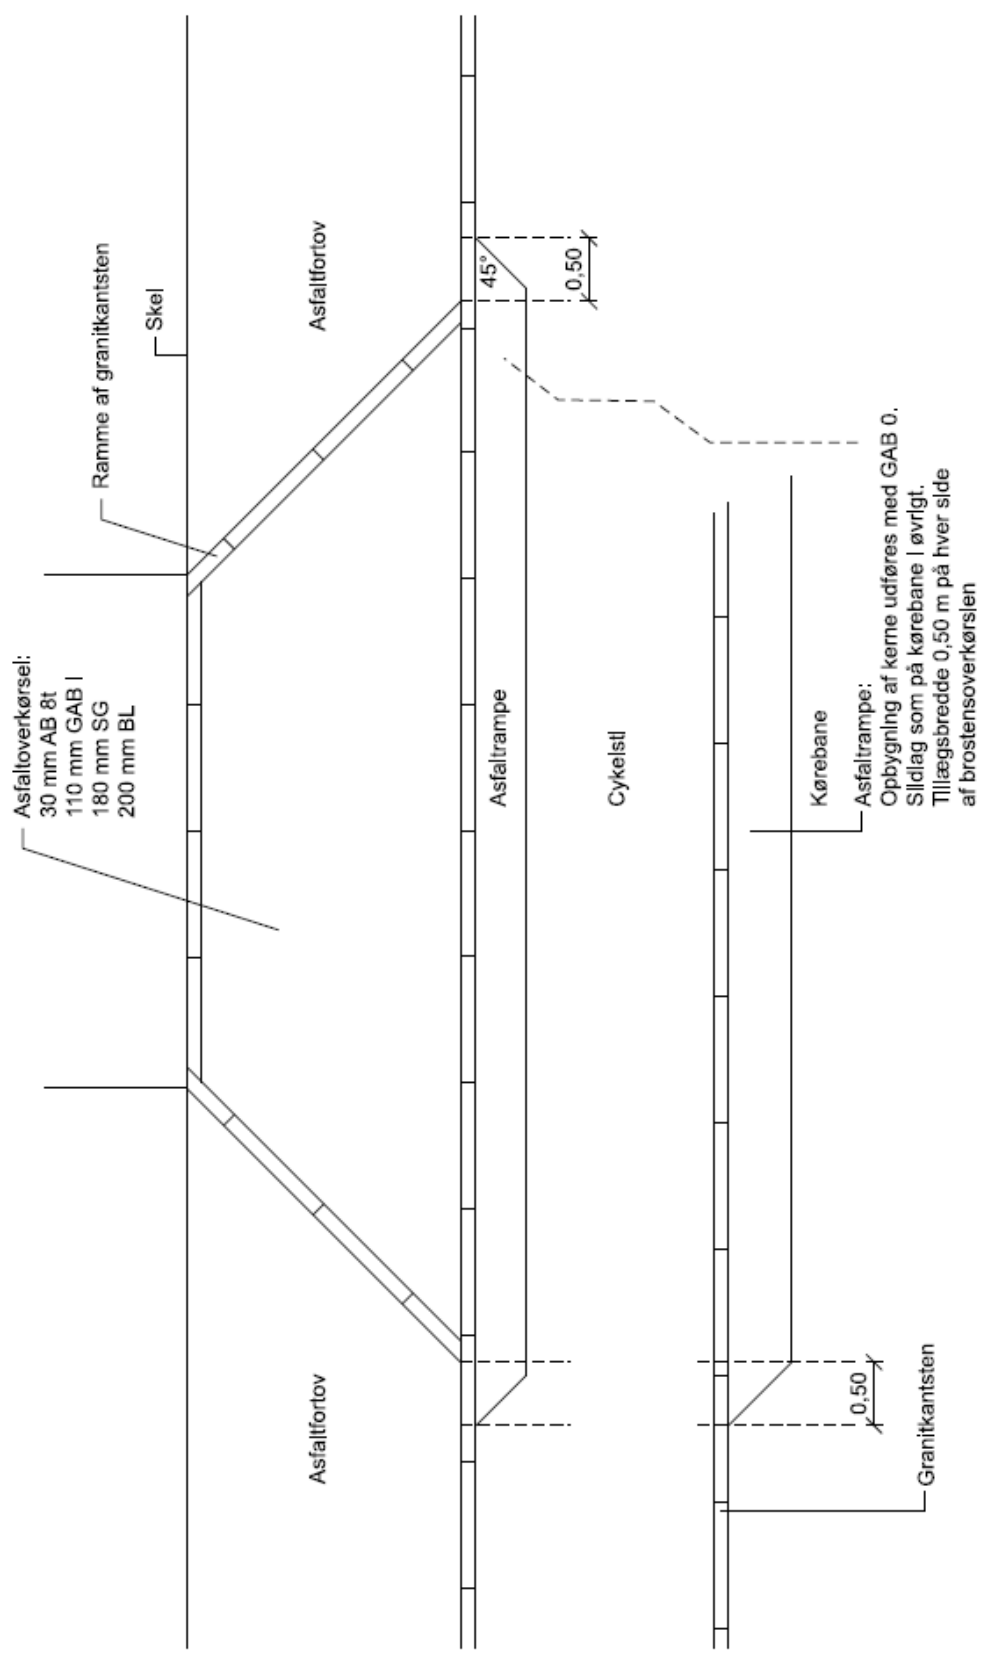 Asfaltoverkørsel:
30 mm AB 8t
110 mm GAB I
180 mm SG
200 mm BL
Ramme af granitkantsten
Skel
Asfaltfortov
Asfaltfortov
45°
0,50
Asfaltrampe
Cykelsti
Kørebane
0,50
Asfaltrampe:
Opbygning af kerne udføres med GAB 0.
Slidlag som på kørebane I øvrigt.
Tillægsbredde 0,50 m på hver side
af brostensoverkørslen
Granitkantsten